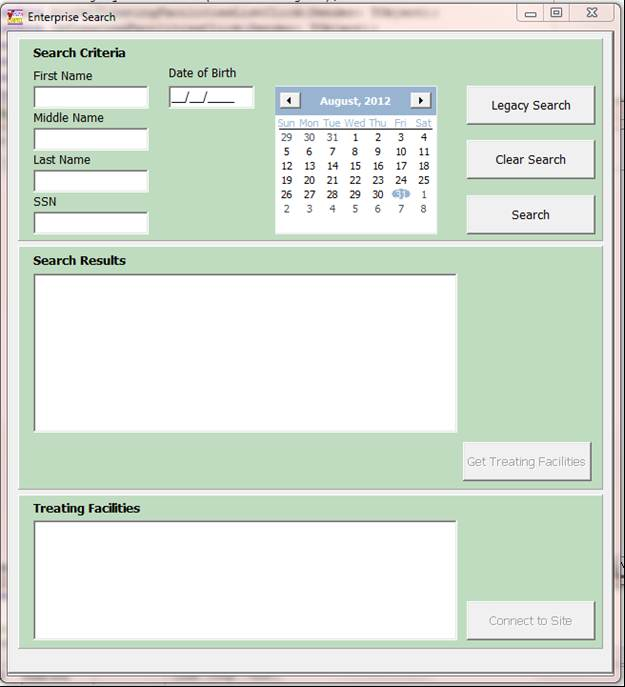 Enterprise Search
Search Criteria
First Name
Date of Birth
__/__/____
Middle Name
Last Name
SSN
August, 2012
Sun Mon Tue Wed Thu Fri Sat
29 30 31 1 2 3 4
5 6 7 8 9 10 11
12 13 14 15 16 17 18
19 20 21 22 23 24 25
26 27 28 29 30 31 1
2 3 4 5 6 7 8
Legacy Search
Clear Search
Search
Search Results
Get Treating Facilities
Treating Facilities
Connect to Site